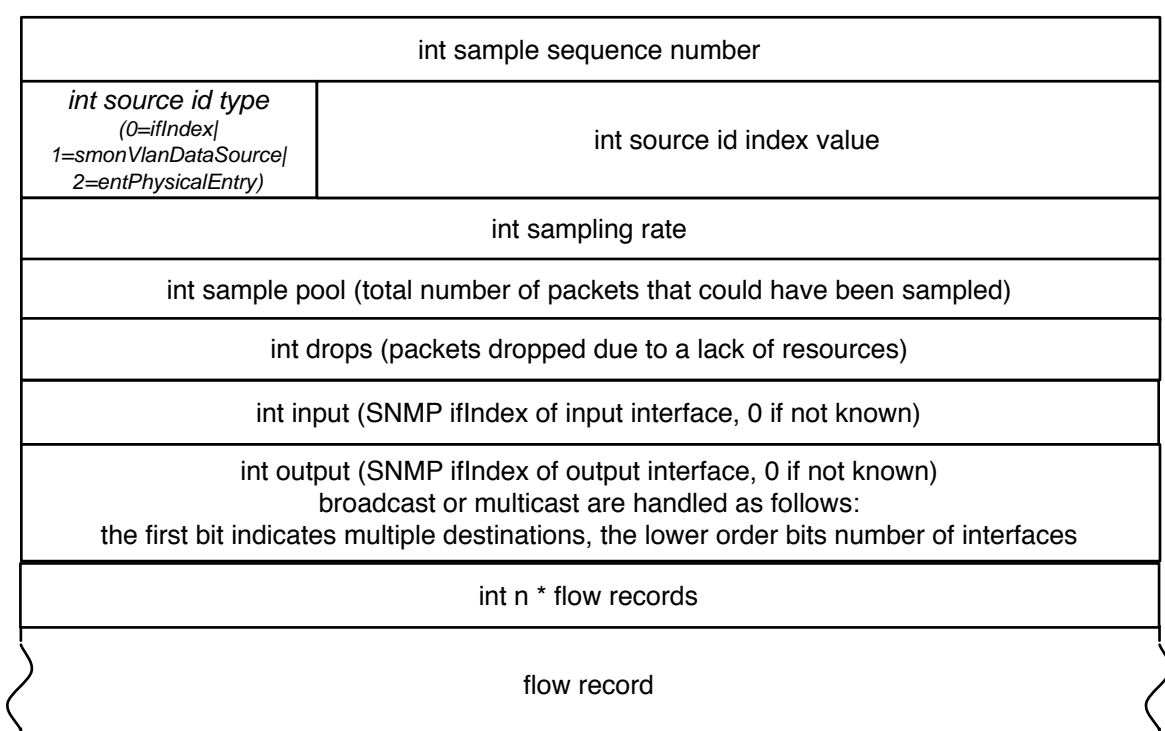 int sample sequence number
int source id type
(0=ifIndex|
1=smonVlanDataSource|
2=entPhysicalEntry)
int source id index value
int sampling rate
int sample pool (total number of packets that could have been sampled)
int drops (packets dropped due to a lack of resources)
int input (SNMP ifIndex of input interface, 0 if not known)
int output (SNMP ifIndex of output interface, 0 if not known)
broadcast or multicast are handled as follows:
the first bit indicates multiple destinations, the lower order bits number of interfaces
int n * flow records
flow record